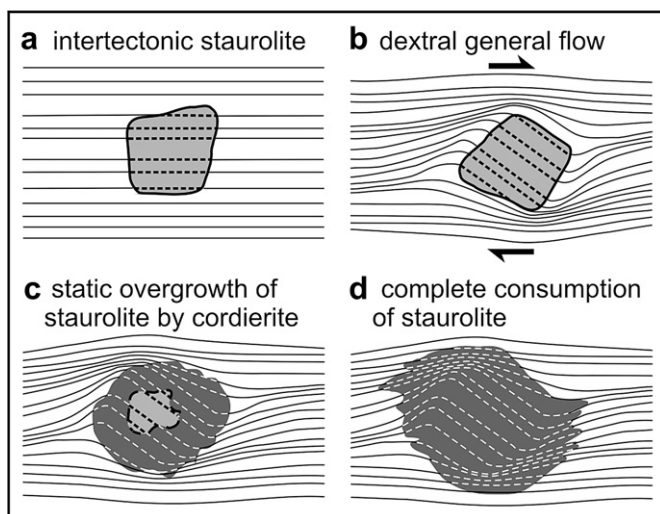 a intertectonic staurolite
b dextral general flow
c static overgrowth of
staurolite by cordierite
d complete consumption
of staurolite